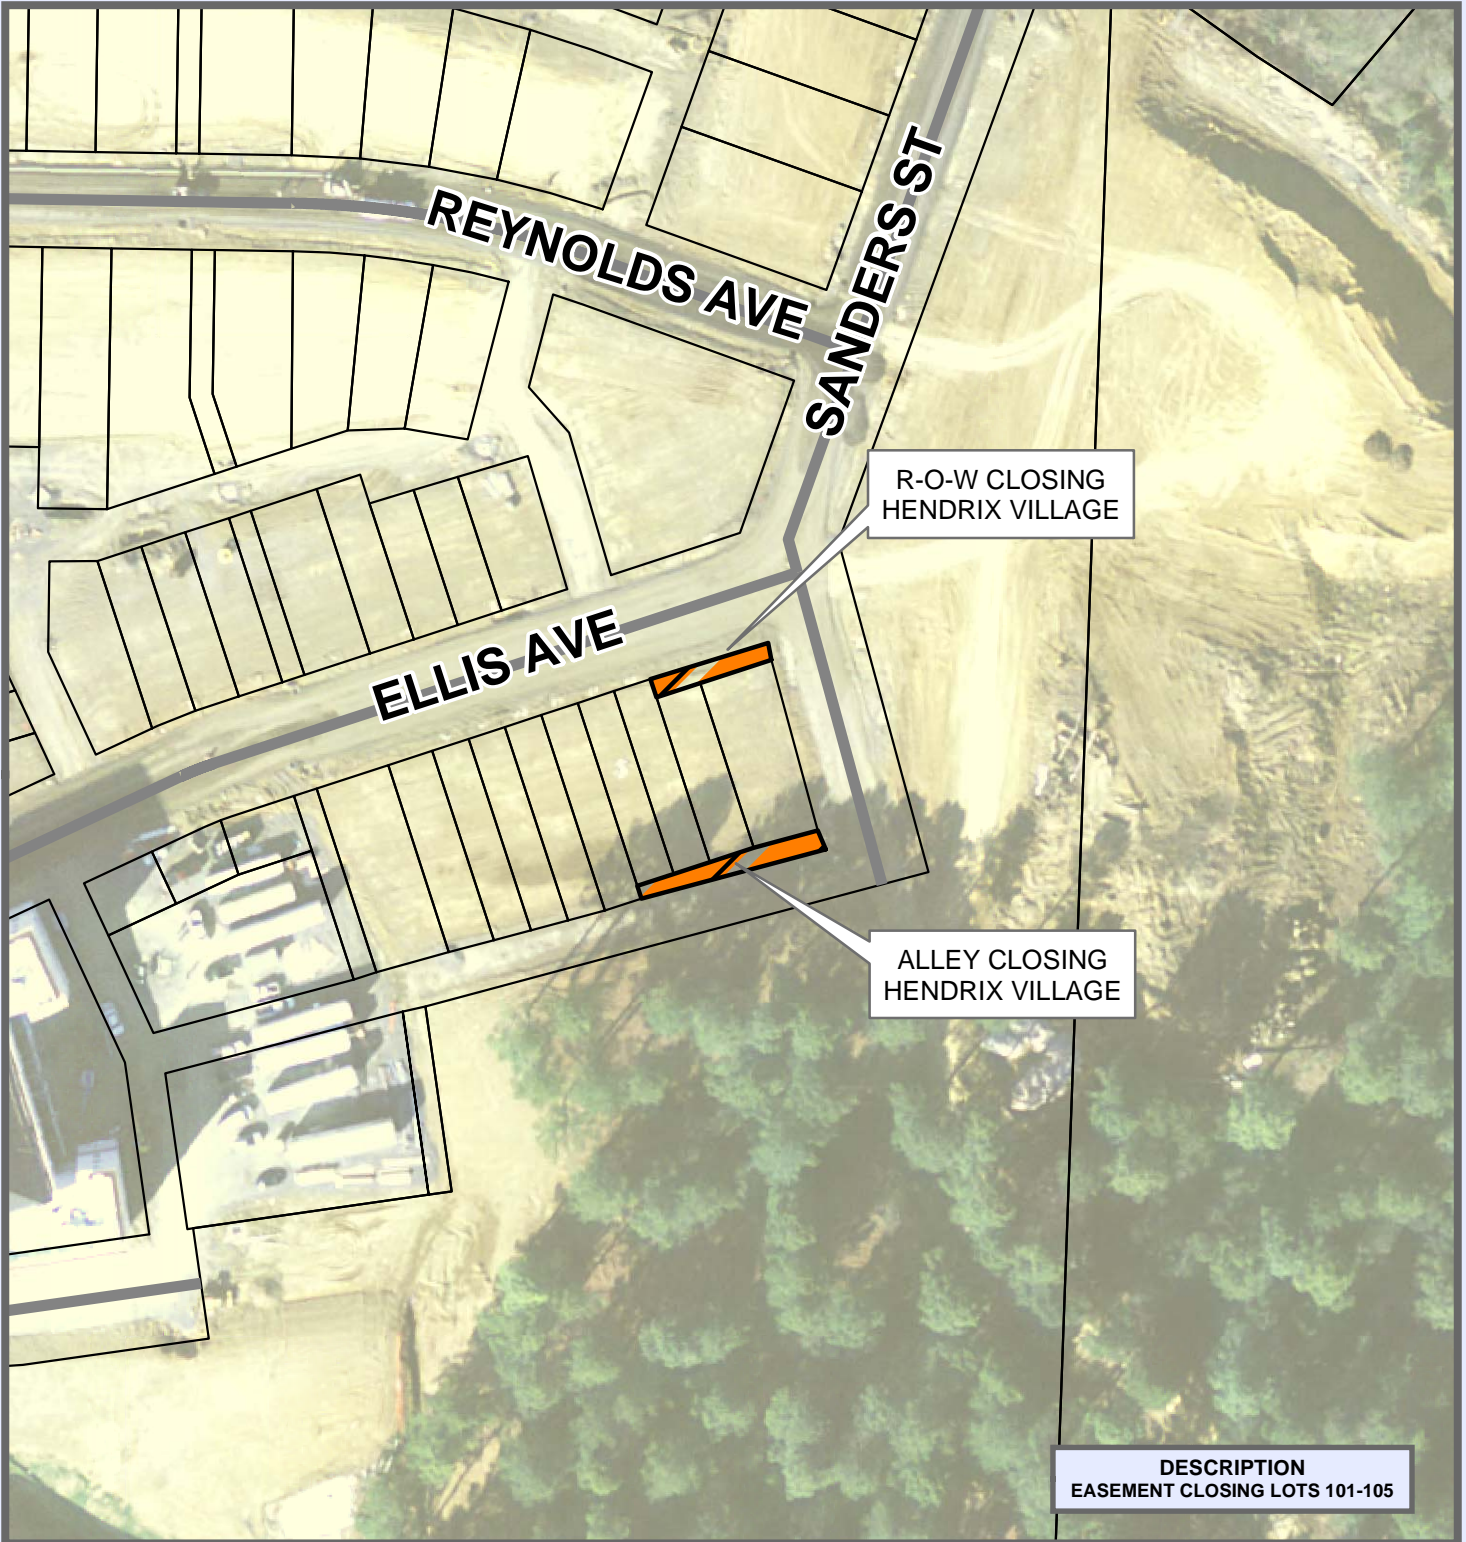 REYNOLDS AVE
SANDERS ST
R-O-W CLOSING
HENDRIX VILLAGE
ELLIS AVE
ALLEY CLOSING
HENDRIX VILLAGE
DESCRIPTION
EASEMENT CLOSING LOTS 101-105